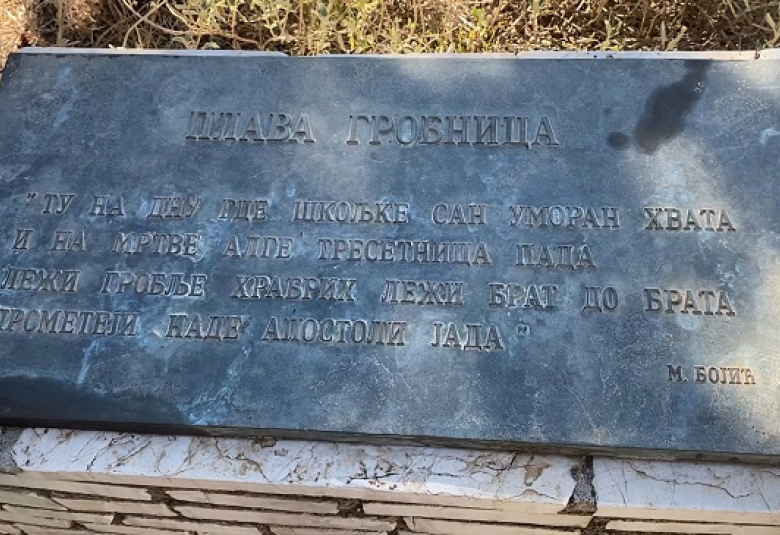 ПЛАВА ГРОБНИЦА
"ТУ НА ДНУ ГДЕ ШКОЉКЕ САН УМОРАН ХВАТА
И НА МРТВЕ АЛГЕ ТРЕСЕТНИЦА ПАДА
ЛЕЖИ ГРОБЉЕ ХРАБРИХ ЛЕЖИ БРАТ ДО БРАТА
ПРОМЕТЕЈИ НАДЕ АПОСТОЛИ ЈАДА"
М. БОЈИЋ